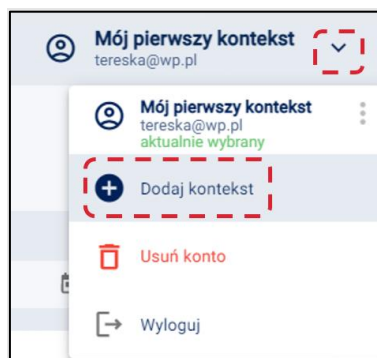 Mój pierwszy kontekst
tereska@wp.pl
Mój pierwszy kontekst
tereska@wp.pl
aktualnie wybrany
Dodaj kontekst
Usuń konto
Wyloguj